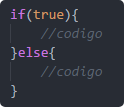 if(true){
    //codigo
}else{
    //codigo
}